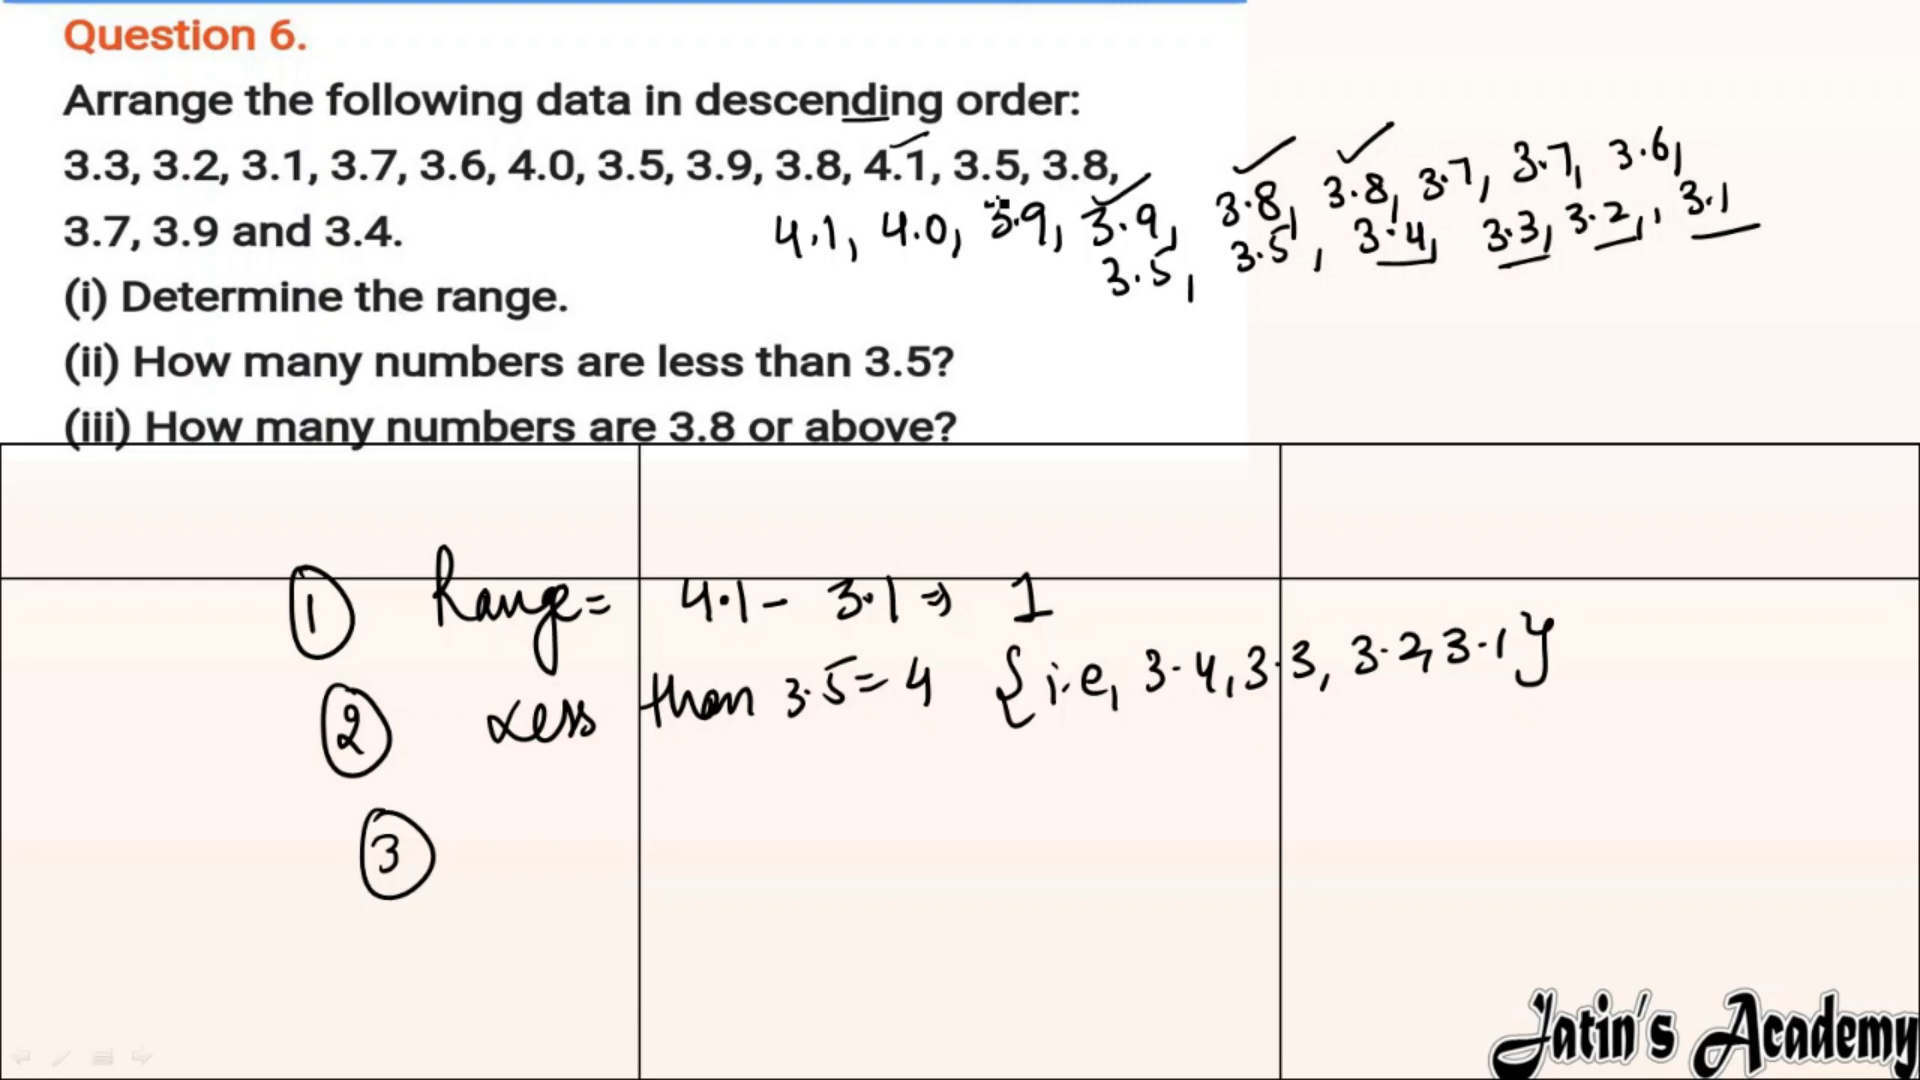 Question 6.
Arrange the following data in descending order:
3.3, 3.2, 3.1, 3.7, 3.6, 4.0, 3.5, 3.9, 3.8, 4.1, 3.5, 3.8,
3.7, 3.9 and 3.4.
4.1, 4.0, 3.9, 3.9, 3.8, 3.8, 3.7, 3.7, 3.6,
3.5, 3.5, 3.4, 3.3, 3.2, 3.1
(i) Determine the range.
(ii) How many numbers are less than 3.5?
(iii) How many numbers are 3.8 or above?
1 Range = 4.1 - 3.1 ⇒ 1
2 Less than 3.5 = 4 {i.e, 3.4, 3.3, 3.2, 3.1}
3
Jatin's Academy